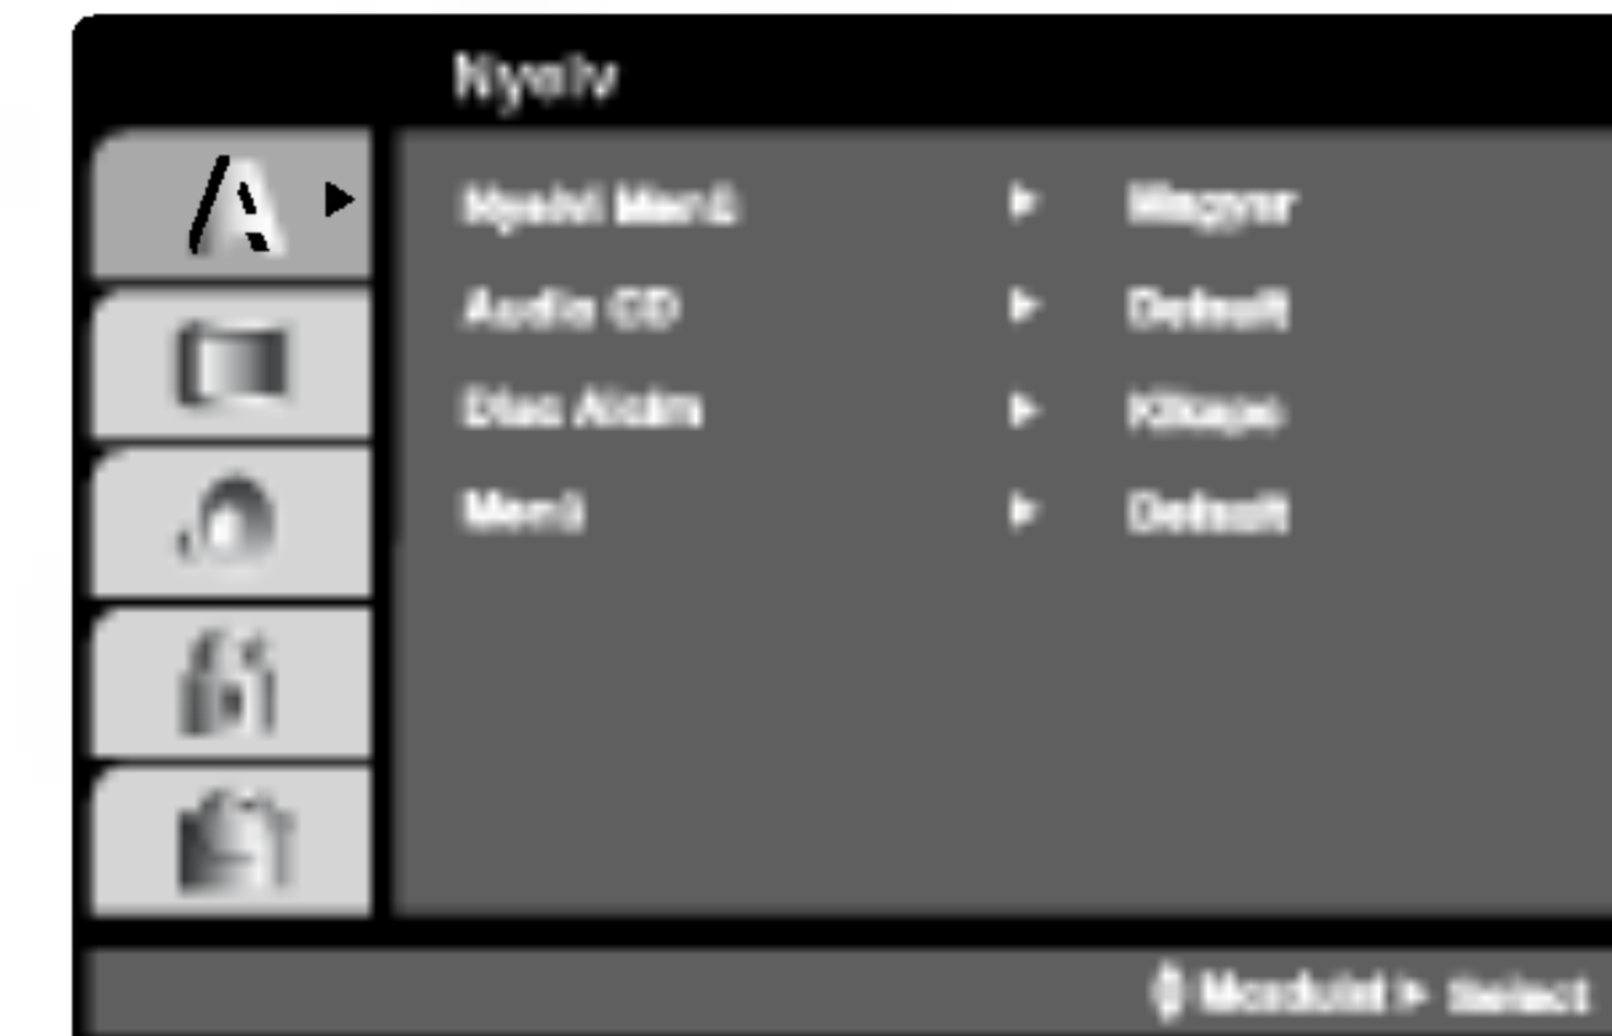 Nyelv
Nyelvi Menü Magyar
Audio CD Default
Disc Alcím Kikapc
Menü Default
Mozdulat Select